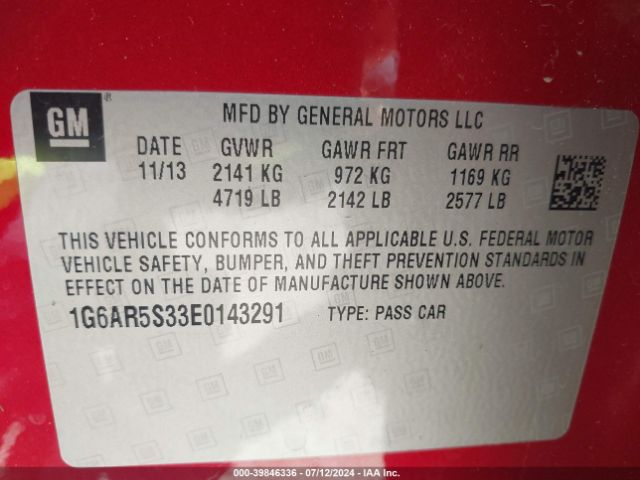 GM
®
MFD BY GENERAL MOTORS LLC
DATE GVWR GAWR FRT GAWR RR
11/13 2141 KG 972 KG 1169 KG
4719 LB 2142 LB 2577 LB
THIS VEHICLE CONFORMS TO ALL APPLICABLE U.S. FEDERAL MOTOR
VEHICLE SAFETY, BUMPER, AND THEFT PREVENTION STANDARDS IN
EFFECT ON THE DATE OF MANUFACTURE SHOWN ABOVE.
1G6AR5S33E0143291 TYPE: PASS CAR
000-39846336 - 07/12/2024 - IAA Inc.